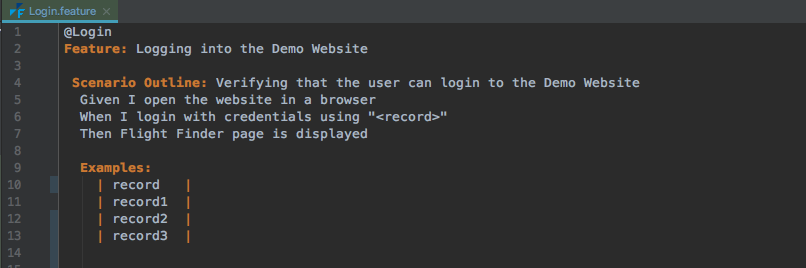 Login.feature ×
1 @Login
2 Feature: Logging into the Demo Website
3
4 Scenario Outline: Verifying that the user can login to the Demo Website
5 Given I open the website in a browser
6 When I login with credentials using "<record>"
7 Then Flight Finder page is displayed
8
9 Examples:
10 | record |
11 | record1 |
12 | record2 |
13 | record3 |
14